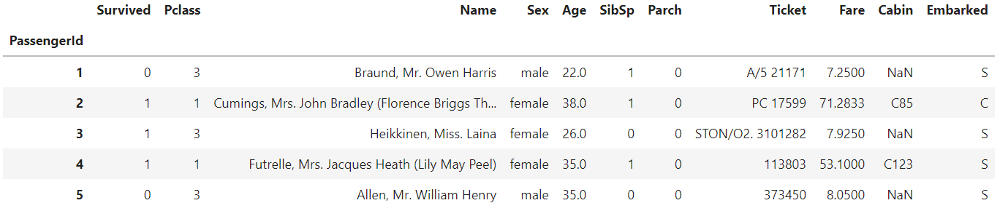 Survived Pclass Name Sex Age SibSp Parch Ticket Fare Cabin Embarked
PassengerId
1 0 3 Braund, Mr. Owen Harris male 22.0 1 0 A/5 21171 7.2500 NaN S
2 1 1 Cumings, Mrs. John Bradley (Florence Briggs Th... female 38.0 1 0 PC 17599 71.2833 C85 C
3 1 3 Heikkinen, Miss. Laina female 26.0 0 0 STON/O2. 3101282 7.9250 NaN S
4 1 1 Futrelle, Mrs. Jacques Heath (Lily May Peel) female 35.0 1 0 113803 53.1000 C123 S
5 0 3 Allen, Mr. William Henry male 35.0 0 0 373450 8.0500 NaN S